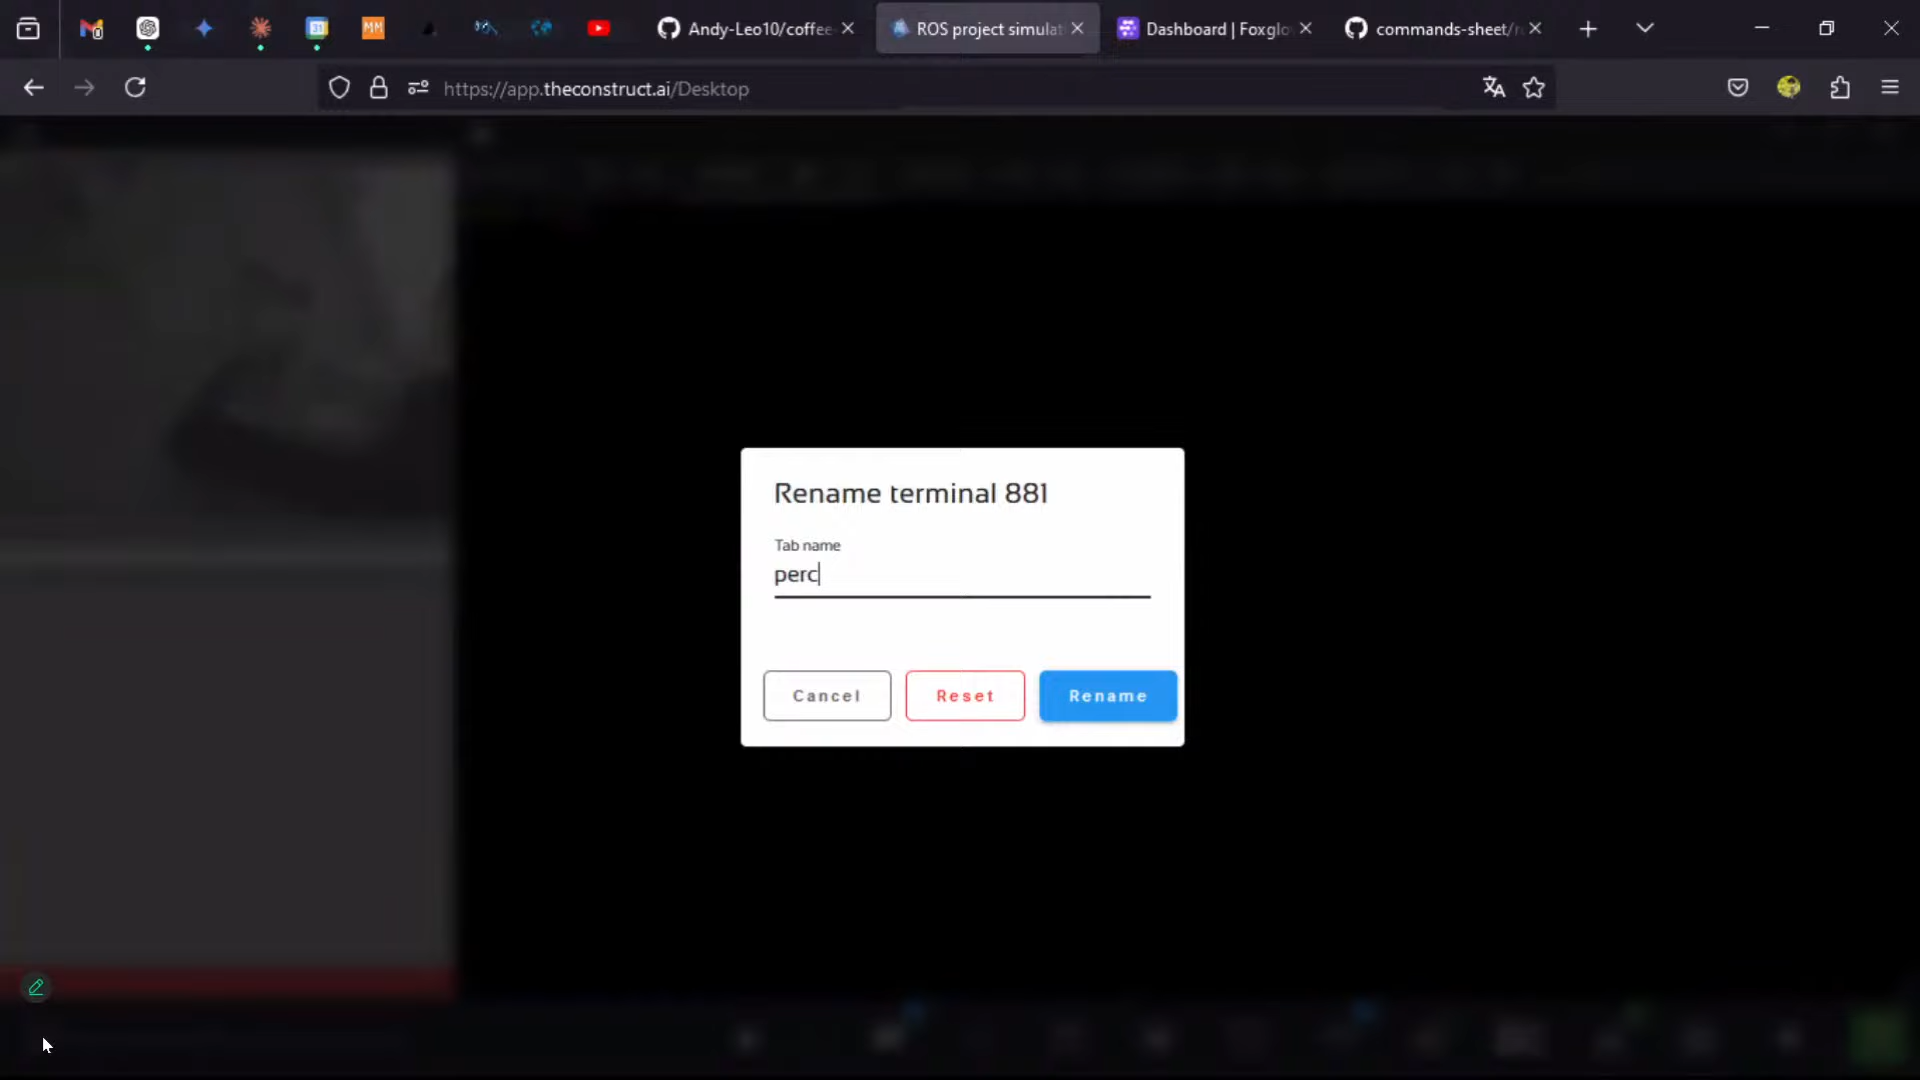 Andy-Leo10/coffee-
ROS project simulat
Dashboard | Foxglo
commands-sheet/r
https://app.theconstruct.ai/Desktop
Rename terminal 881
Tab name
perc
Cancel
Reset
Rename